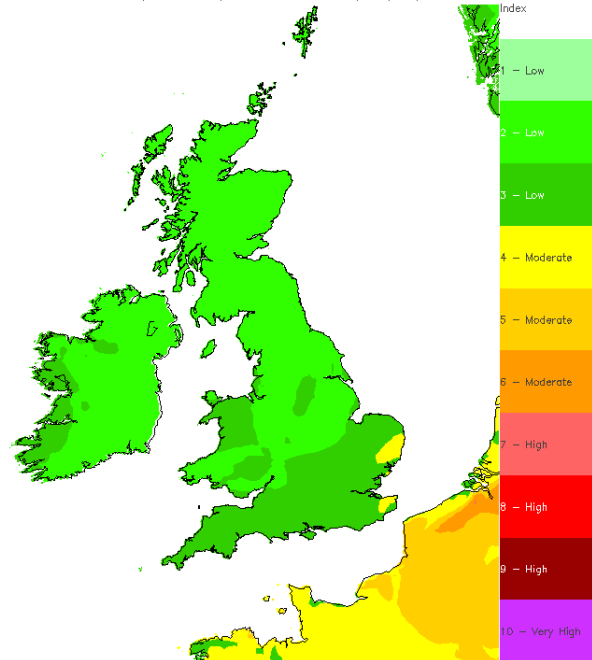 Index
1 - Low
2 - Low
3 - Low
4 - Moderate
5 - Moderate
6 - Moderate
7 - High
8 - High
9 - High
10 - Very High